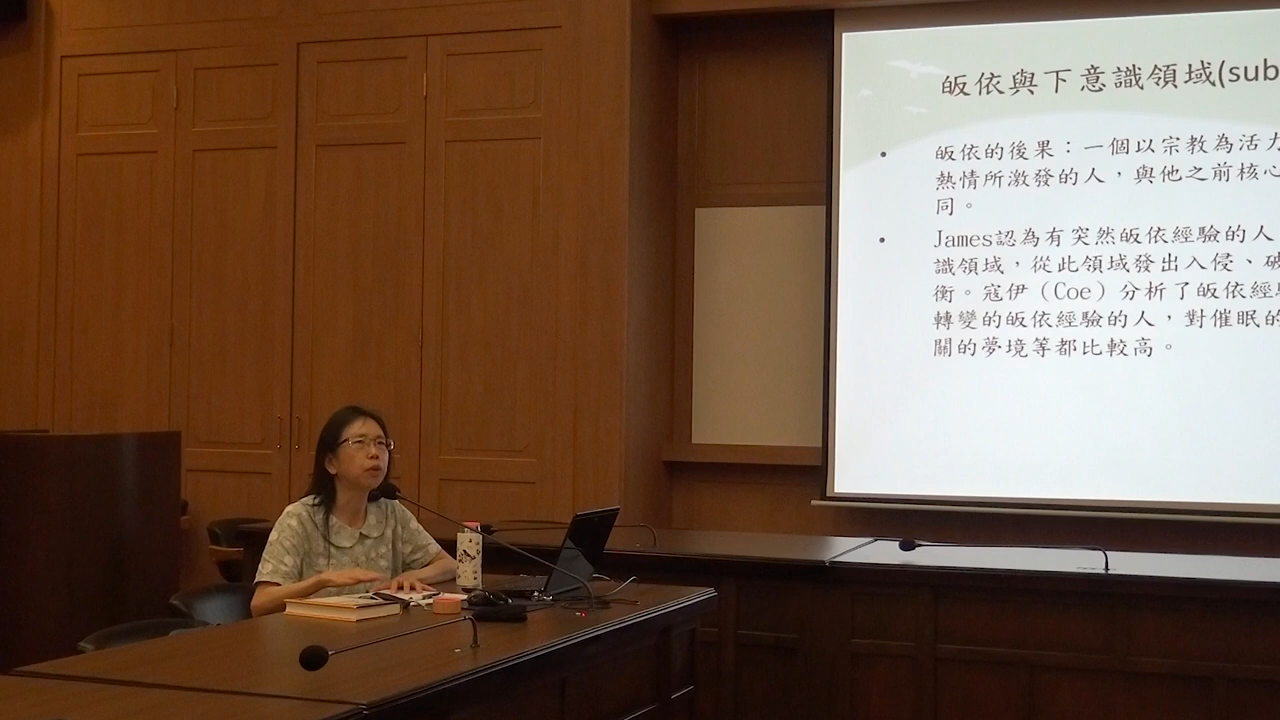 皈依與下意識領域(sub
皈依的後果：一個以宗教為活力
熱情所激發的人，與他之前核心
同。
James認為有突然皈依經驗的人
識領域，從此領域發出入侵、破
衡。寇伊（Coe）分析了皈依經驗
轉變的皈依經驗的人，對催眠的
關的夢境等都比較高。